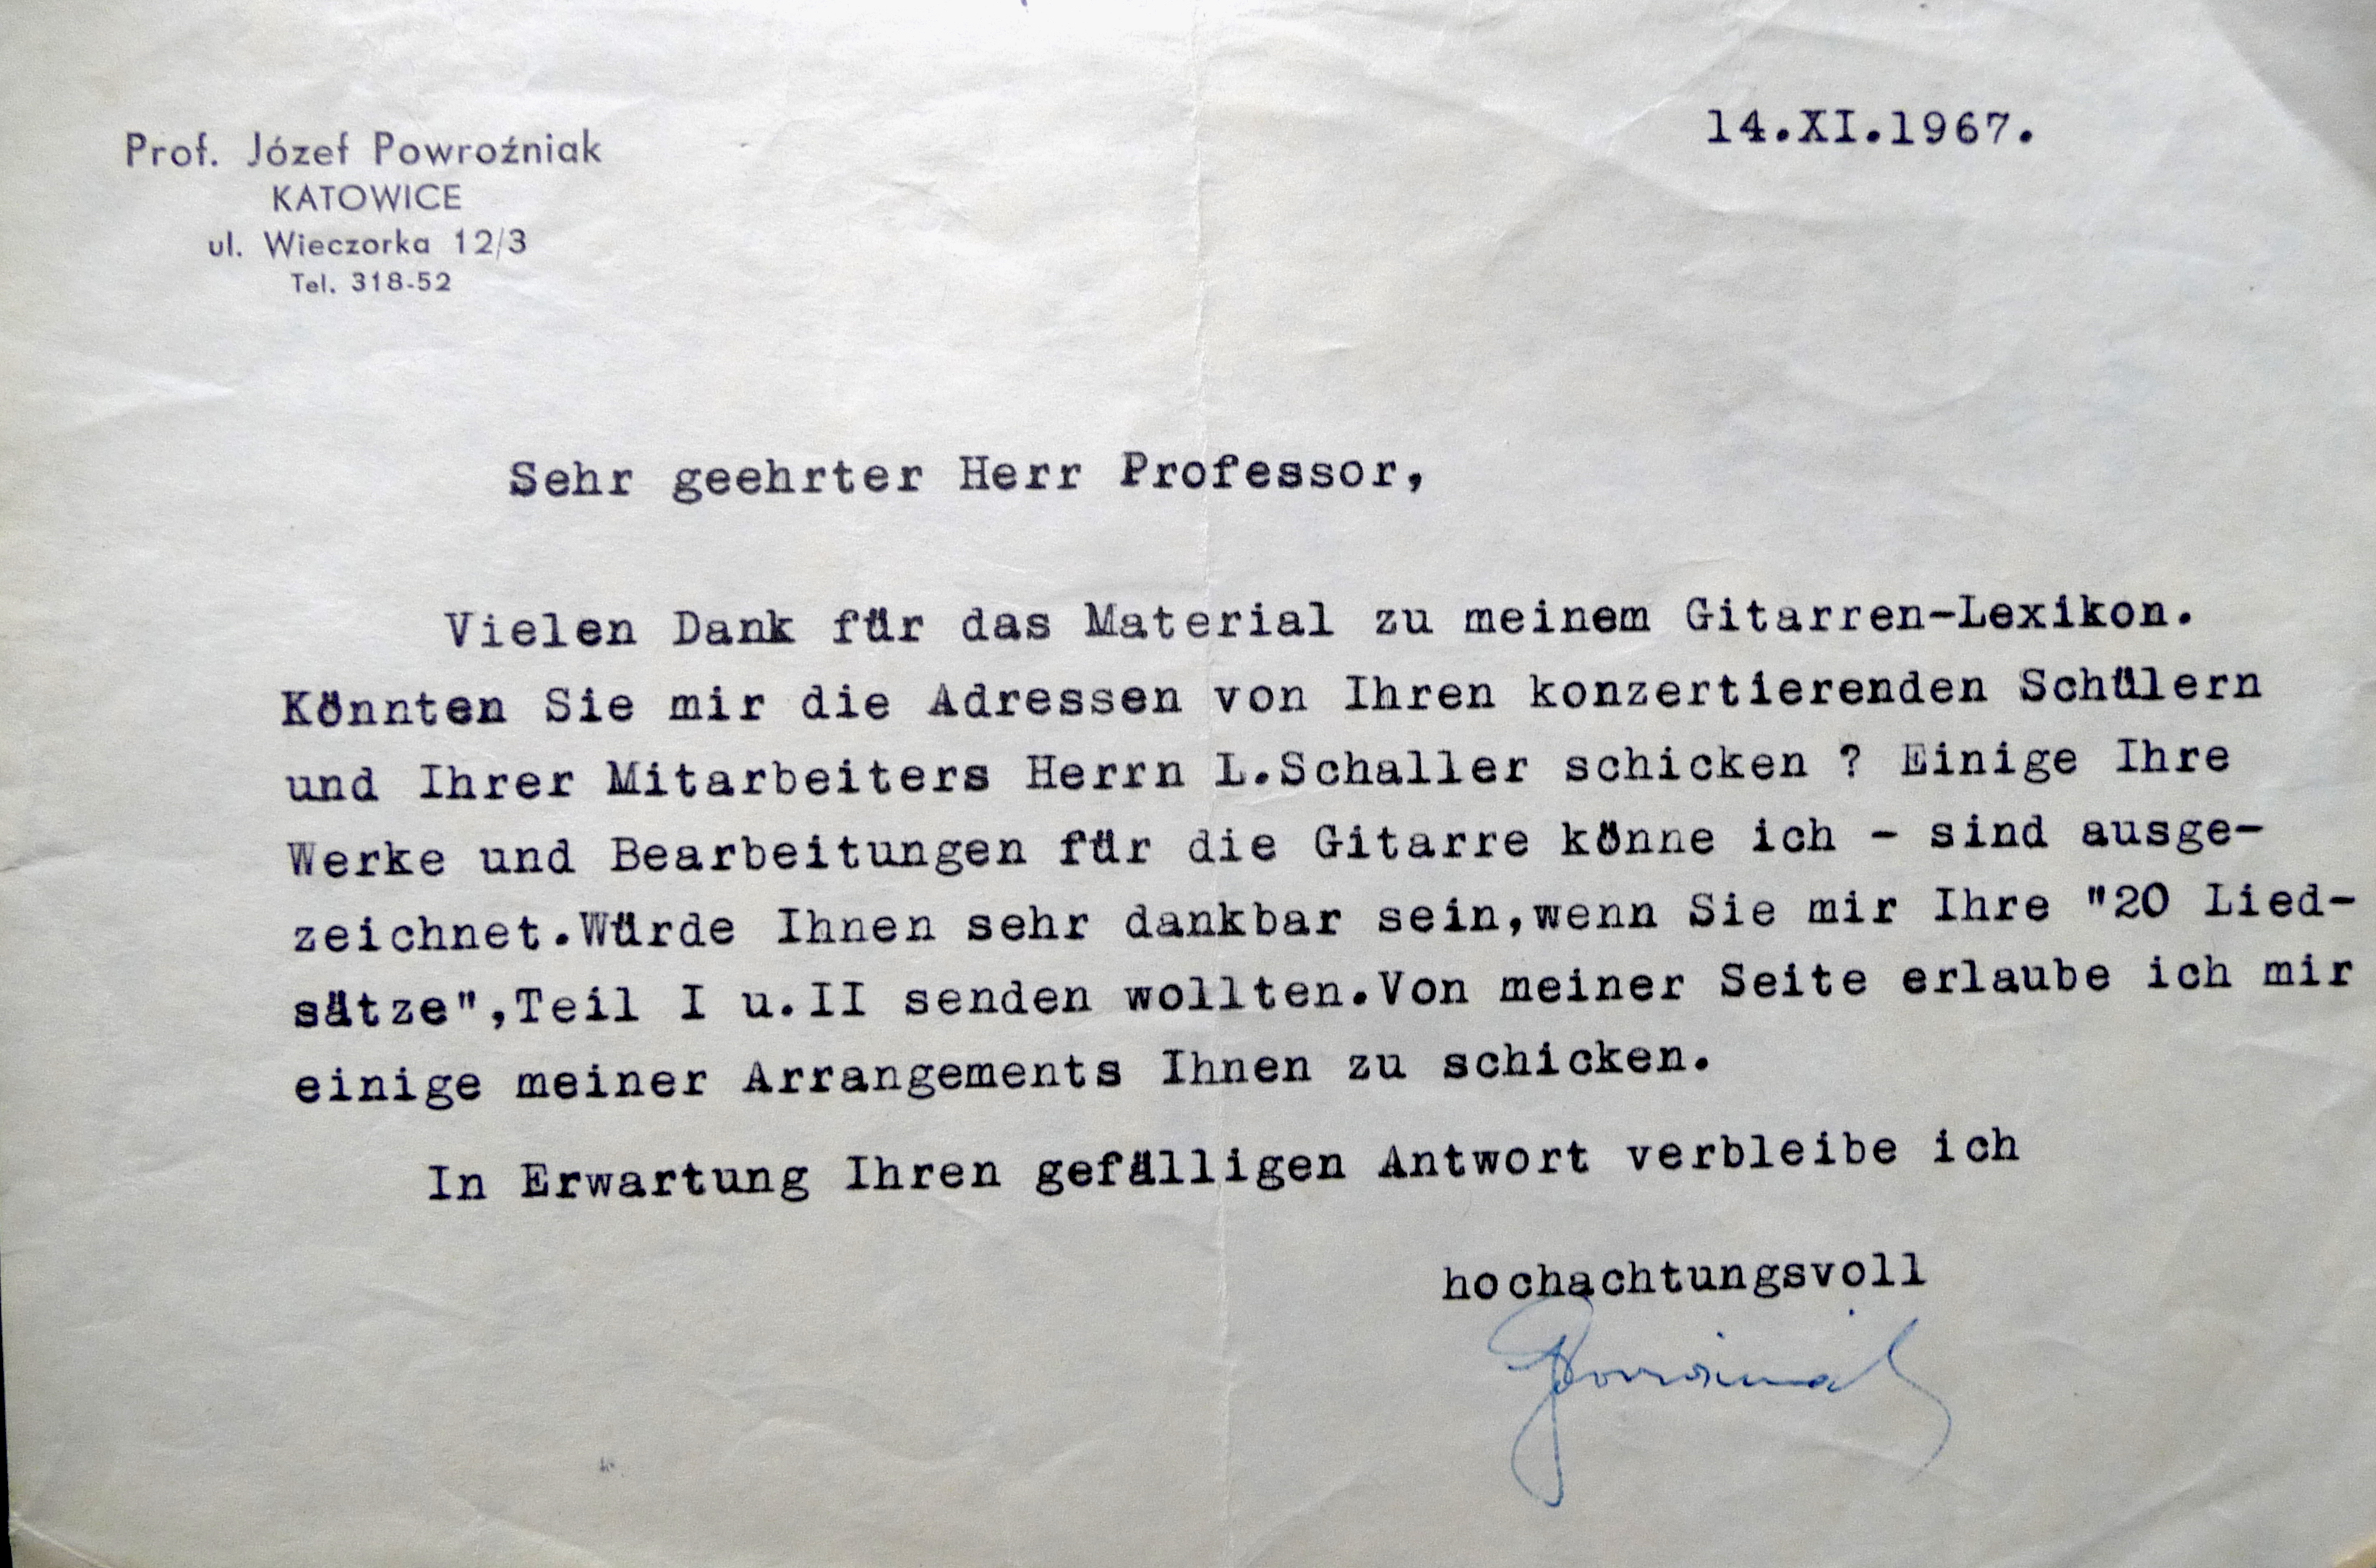 14.XI.1967.
Prof. Józef Powroźniak
KATOWICE
ul. Wieczorka 12/3
Tel. 318-52
Sehr geehrter Herr Professor,
Vielen Dank für das Material zu meinem Gitarren-Lexikon.
Könnten Sie mir die Adressen von Ihren konzertierenden Schülern
und Ihrer Mitarbeiters Herrn L.Schaller schicken ? Einige Ihre
Werke und Bearbeitungen für die Gitarre könne ich - sind ausge-
zeichnet.Würde Ihnen sehr dankbar sein,wenn Sie mir Ihre "20 Lied-
sätze",Teil I u.II senden wollten.Von meiner Seite erlaube ich mir
einige meiner Arrangements Ihnen zu schicken.
In Erwartung Ihren gefälligen Antwort verbleibe ich
hochachtungsvoll